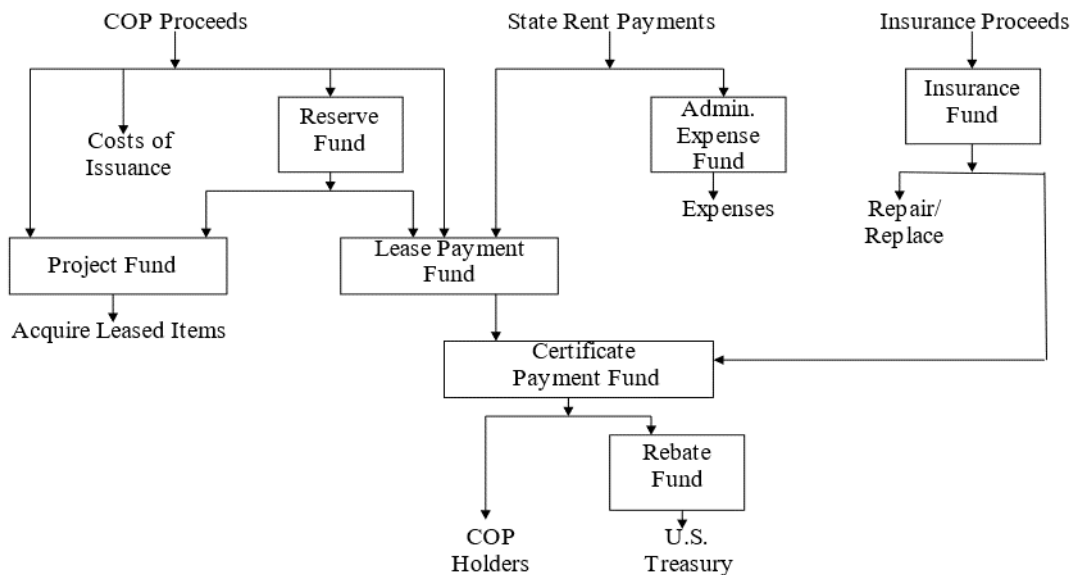 COP Proceeds
State Rent Payments
Insurance Proceeds
Costs of
Issuance
Reserve
Fund
Admin.
Expense
Fund
Insurance
Fund
Expenses
Repair/
Replace
Project Fund
Lease Payment
Fund
Acquire Leased Items
Certificate
Payment Fund
Rebate
Fund
COP
Holders
U.S.
Treasury